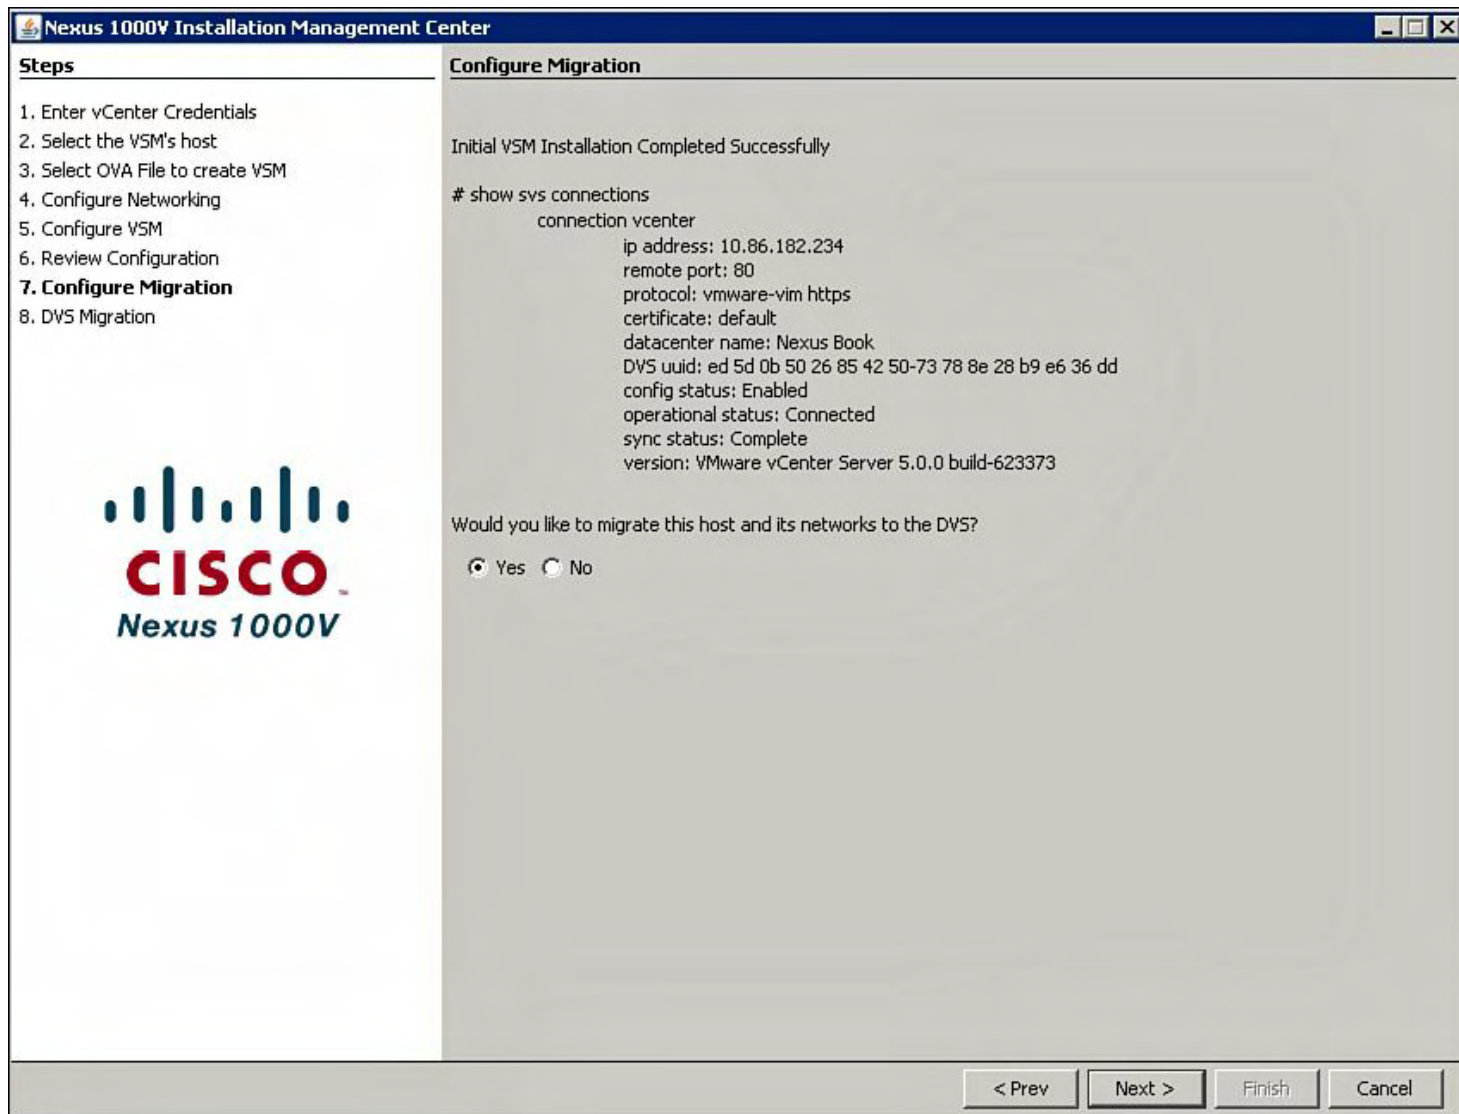 Nexus 1000V Installation Management Center
Steps
1. Enter vCenter Credentials
2. Select the VSM's host
3. Select OVA File to create VSM
4. Configure Networking
5. Configure VSM
6. Review Configuration
7. Configure Migration
8. DVS Migration
CISCO
Nexus 1000V
Configure Migration
Initial VSM Installation Completed Successfully
# show svs connections
connection vcenter
ip address: 10.86.182.234
remote port: 80
protocol: vmware-vim https
certificate: default
datacenter name: Nexus Book
DVS uuid: ed 5d 0b 50 26 85 42 50-73 78 8e 28 b9 e6 36 dd
config status: Enabled
operational status: Connected
sync status: Complete
version: VMware vCenter Server 5.0.0 build-623373
Would you like to migrate this host and its networks to the DVS?
Yes No
< Prev Next > Finish Cancel